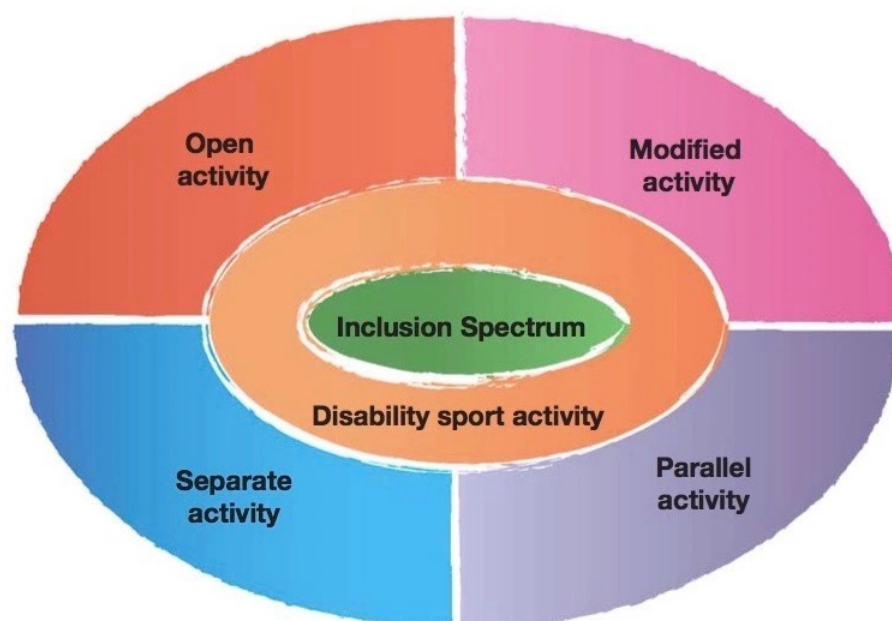 Open
activity
Modified
activity
Inclusion Spectrum
Disability sport activity
Separate
activity
Parallel
activity